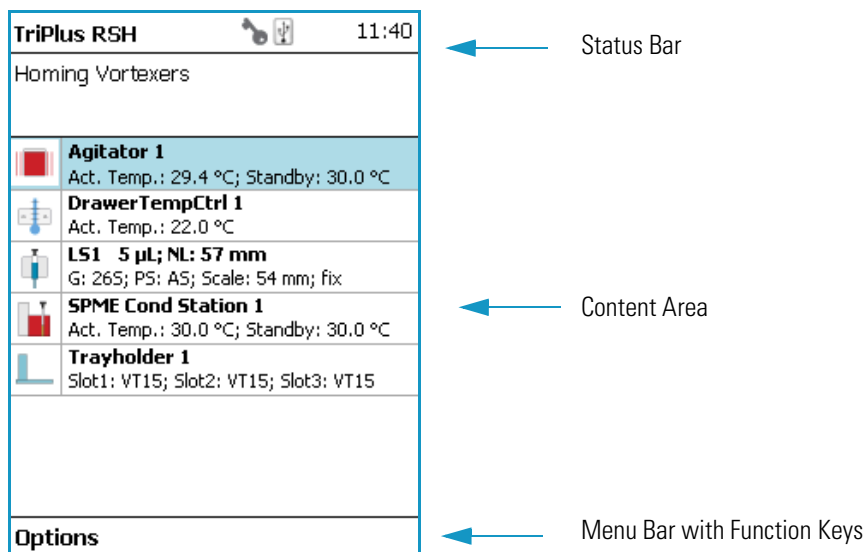 TriPlus RSH 11:40
Status Bar
Homing Vortexers
Agitator 1
Act. Temp.: 29.4 °C; Standby: 30.0 °C
DrawerTempCtrl 1
Act. Temp.: 22.0 °C
LS1 5 µL; NL: 57 mm
G: 26S; PS: AS; Scale: 54 mm; fix
SPME Cond Station 1
Content Area
Act. Temp.: 30.0 °C; Standby: 30.0 °C
Trayholder 1
Slot1: VT15; Slot2: VT15; Slot3: VT15
Options
Menu Bar with Function Keys